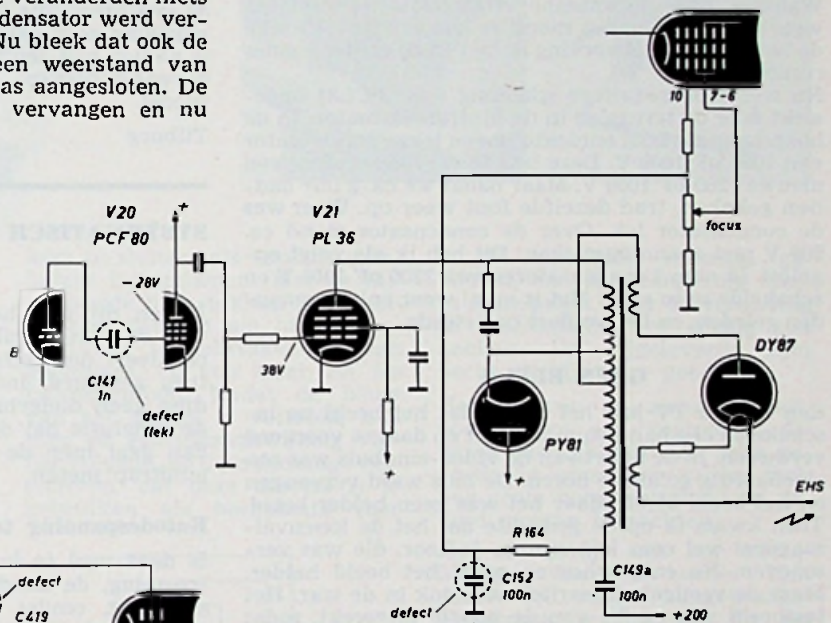 e veranderden niets
densator werd ver-
Nu bleek dat ook de
een weerstand van
as aangesloten. De
vervangen en nu
10 7-6
focus
V20
PCF80
V21
PL36
+
-28V
8
C141
1n
defect
(lek)
38V
+
PY81
+
DY87
EHS
R164
C152
100n
defect
C149a
100n
+200
defect
C419